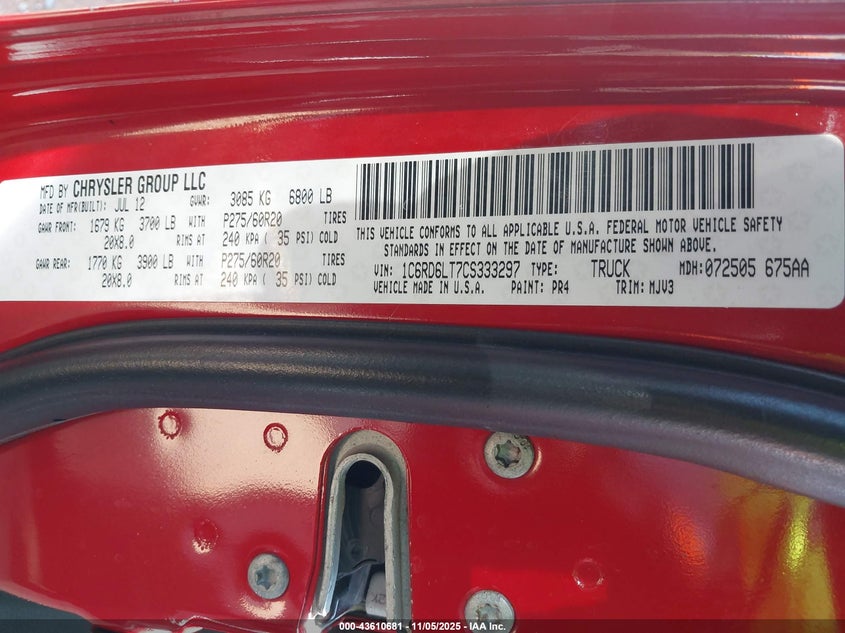 MFD BY CHRYSLER GROUP LLC
DATE OF MFR(BUILT): JUL 12 GVWR: 3085 KG 6800 LB
GAWR FRONT: 1679 KG 3700 LB WITH P275/60R20 TIRES
20X8.0 RIMS AT 240 KPA ( 35 PSI) COLD
GAWR REAR: 1770 KG 3900 LB WITH P275/60R20 TIRES
20X8.0 RIMS AT 240 KPA ( 35 PSI) COLD
THIS VEHICLE CONFORMS TO ALL APPLICABLE U.S.A. FEDERAL MOTOR VEHICLE SAFETY
STANDARDS IN EFFECT ON THE DATE OF MANUFACTURE SHOWN ABOVE.
VIN: 1C6RD6LT7CS333297 TYPE: TRUCK MDH: 072505 675AA
VEHICLE MADE IN U.S.A. PAINT: PR4 TRIM: MJV3
000-43610681 | 11/05/2025 | IAA Inc.